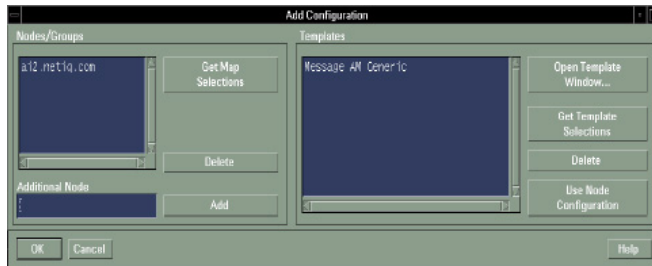 Add Configuration
Nodes/Groups
Templates
a12.netiq.com
Get Map
Selections
Message AM Generic
Open Template
Window...
Get Template
Selections
Delete
Delete
Additional Node
Add
Use Node
Configuration
OK
Cancel
Help